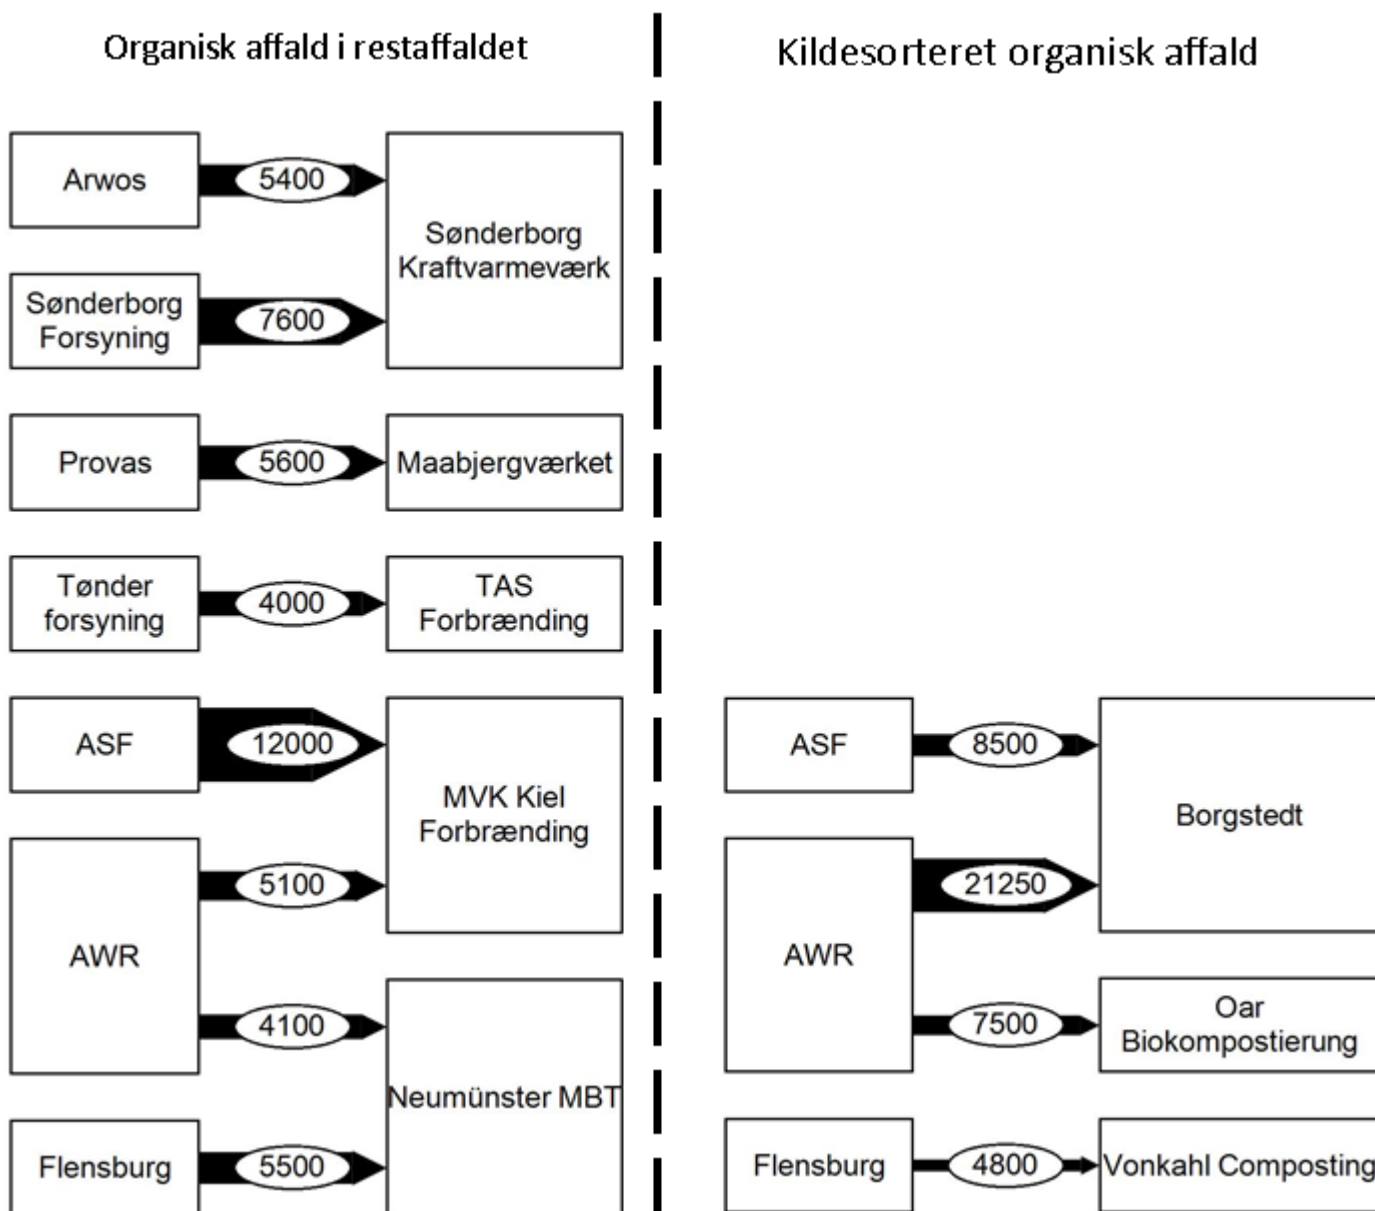 Organisk affald i restaffaldet
Arwos
5400
Sønderborg
Kraftvarmeværk
Sønderborg
Forsyning
7600
Provas
5600
Maabjergværket
Tønder
forsyning
4000
TAS
Forbrænding
ASF
12000
MVK Kiel
Forbrænding
AWR
5100
4100
Neumünster MBT
Flensburg
5500
Kildesorteret organisk affald
ASF
8500
Borgstedt
AWR
21250
7500
Oar
Biokompostierung
Flensburg
4800
Vonkahl Composting